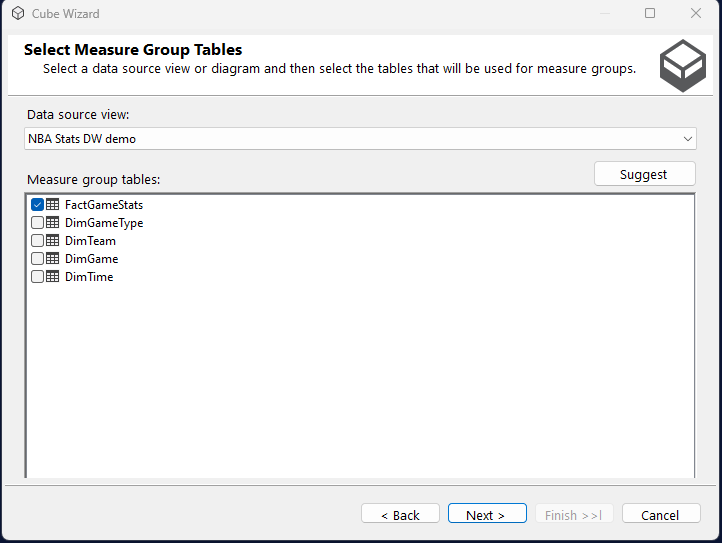 Cube Wizard
Select Measure Group Tables
Select a data source view or diagram and then select the tables that will be used for measure groups.
Data source view:
NBA Stats DW demo
Measure group tables:
Suggest
FactGameStats
DimGameType
DimTeam
DimGame
DimTime
< Back
Next >
Finish >>|
Cancel